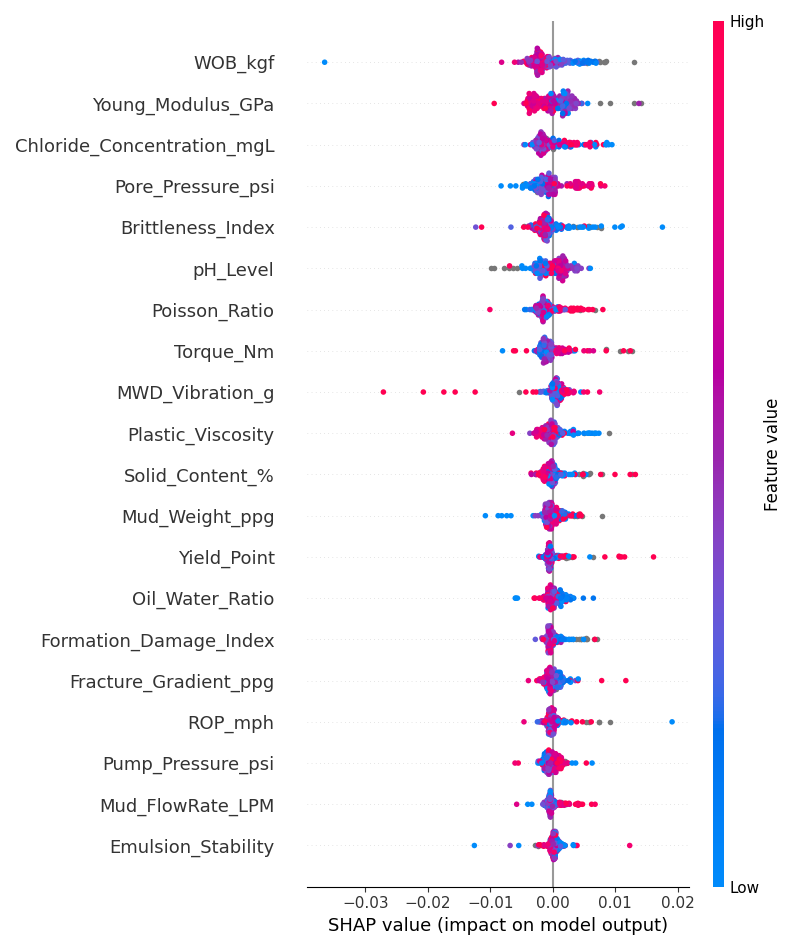 High
WOB_kgf
Young_Modulus_GPa
Chloride_Concentration_mgL
Pore_Pressure_psi
Brittleness_Index
pH_Level
Poisson_Ratio
Torque_Nm
MWD_Vibration_g
Plastic_Viscosity
Solid_Content_%
Mud_Weight_ppg
Yield_Point
Oil_Water_Ratio
Formation_Damage_Index
Fracture_Gradient_ppg
ROP_mph
Pump_Pressure_psi
Mud_FlowRate_LPM
Emulsion_Stability
Feature value
Low
−0.03 −0.02 −0.01 0.00 0.01 0.02
SHAP value (impact on model output)